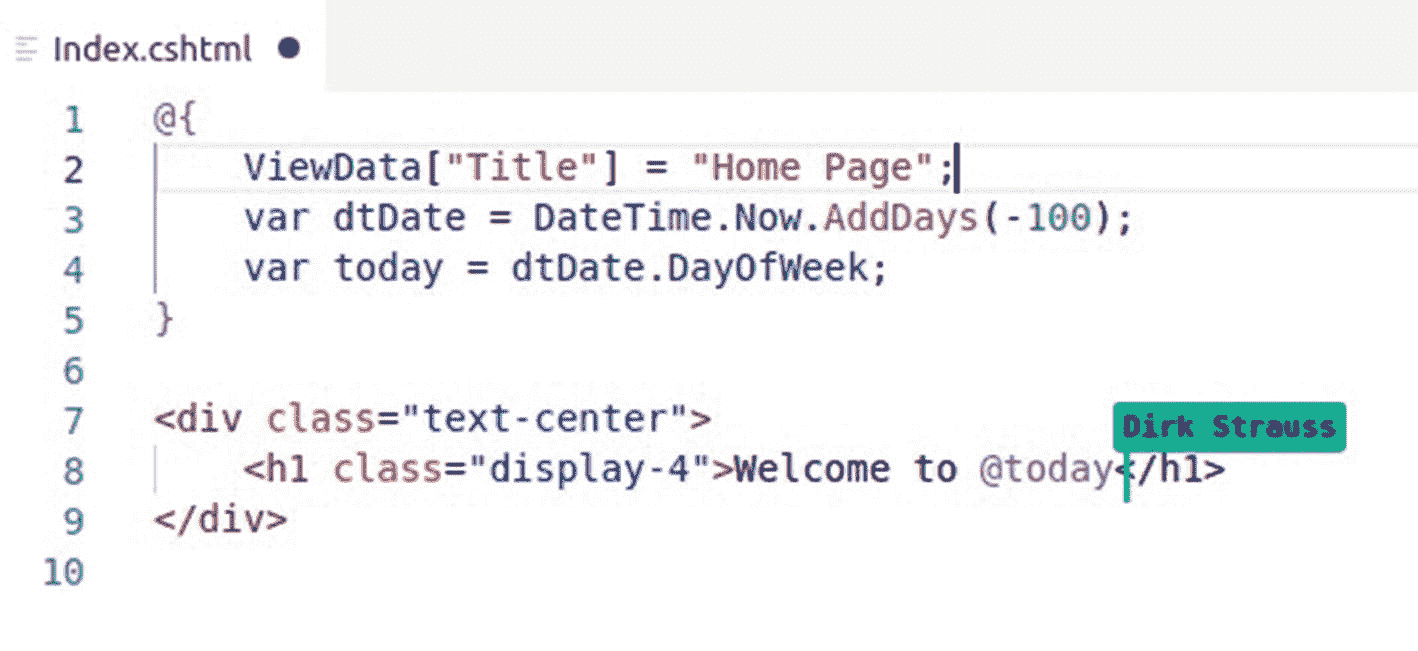 Index.cshtml
1 @{
2 ViewData["Title"] = "Home Page";
3 var dtDate = DateTime.Now.AddDays(-100);
4 var today = dtDate.DayOfWeek;
5 }
6
7 <div class="text-center">
Dirk Strauss
8 <h1 class="display-4">Welcome to @today</h1>
9 </div>
10